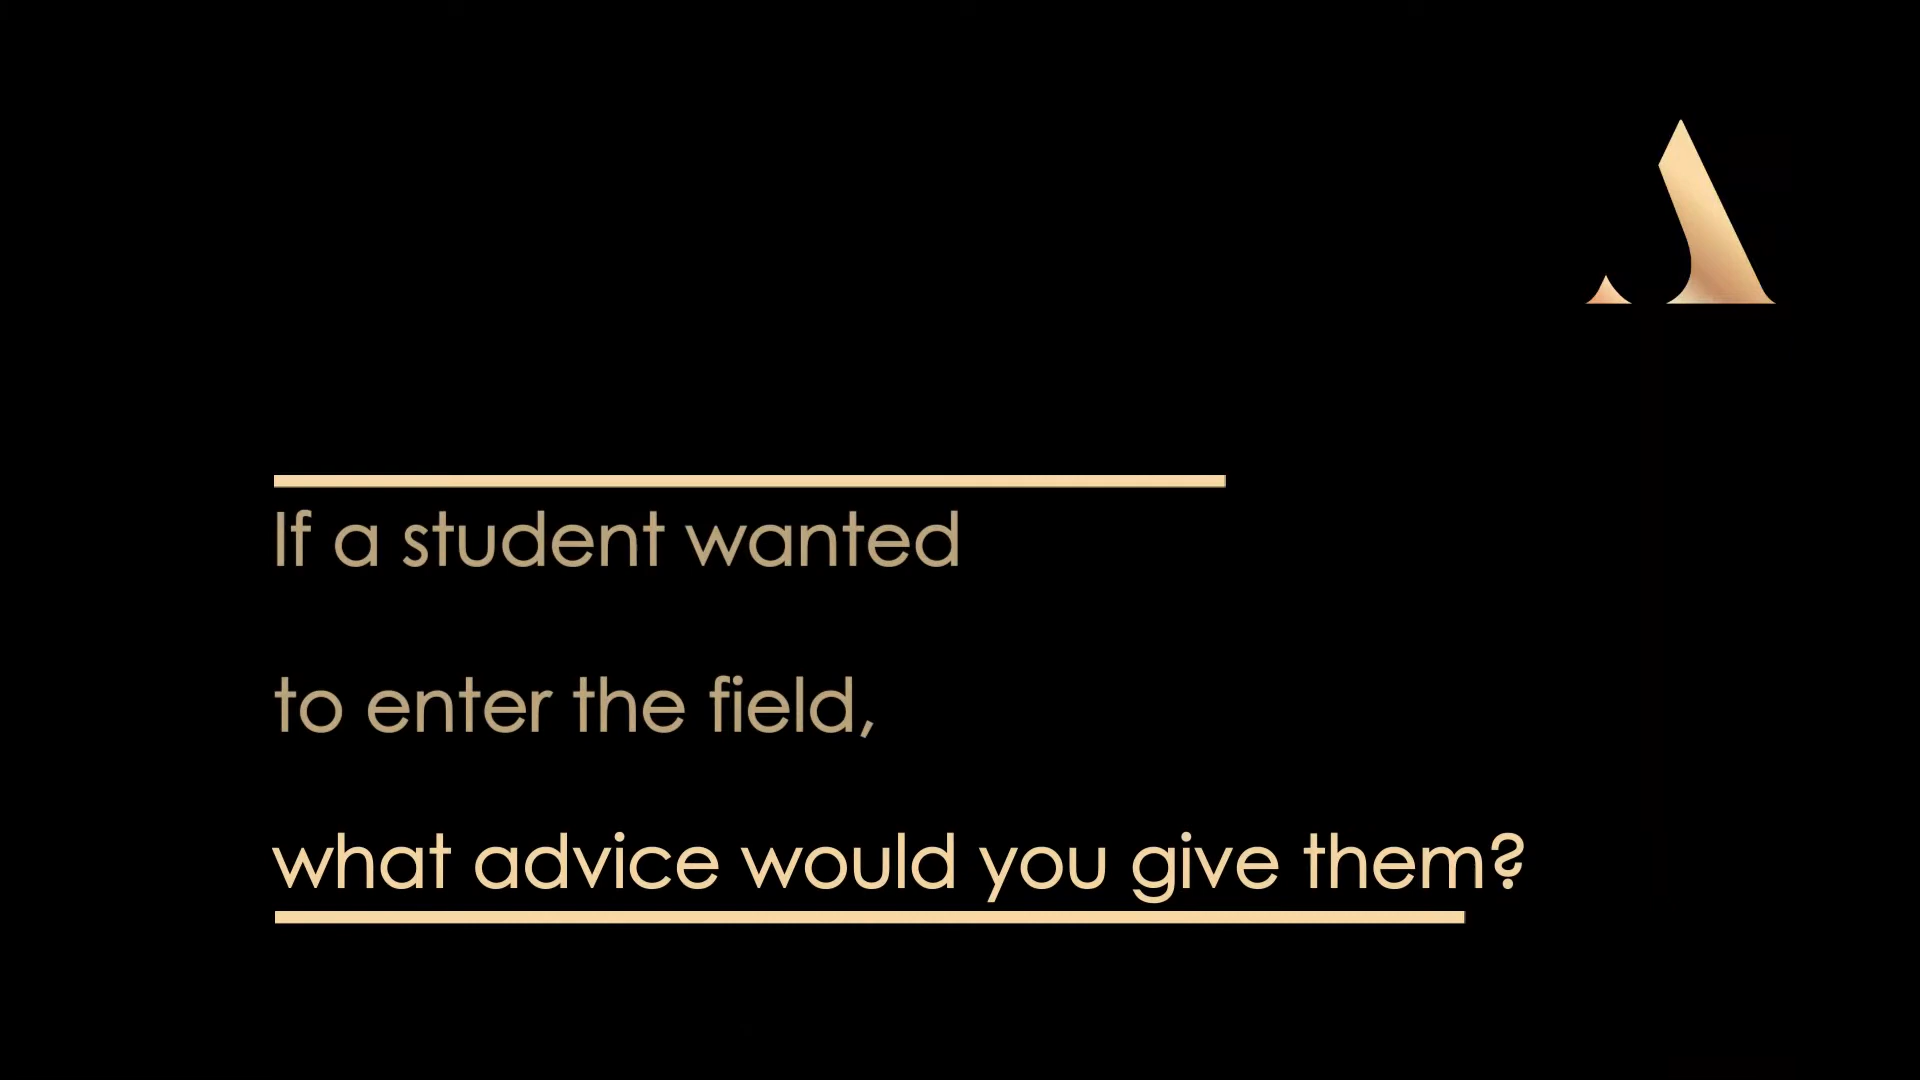 If a student wanted
to enter the field,
what advice would you give them?